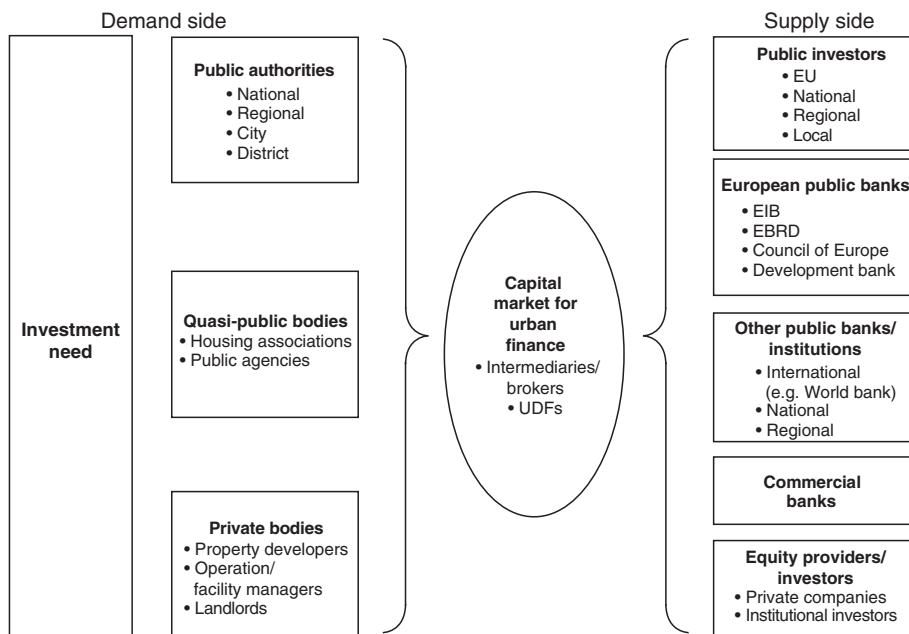 Demand side
Investment
need
Public authorities
• National
• Regional
• City
• District
Quasi-public bodies
• Housing associations
• Public agencies
Private bodies
• Property developers
• Operation/
facility managers
• Landlords
Capital
market for
urban
finance
• Intermediaries/
brokers
• UDFs
Supply side
Public investors
• EU
• National
• Regional
• Local
European public banks
• EIB
• EBRD
• Council of Europe
• Development bank
Other public banks/
institutions
• International
(e.g. World bank)
• National
• Regional
Commercial
banks
Equity providers/
investors
• Private companies
• Institutional investors